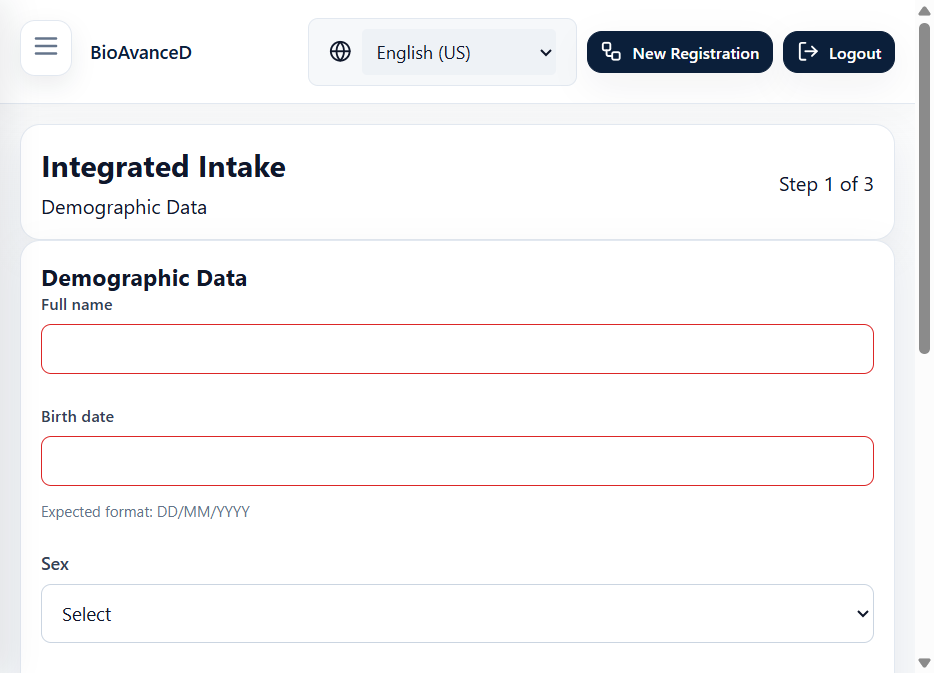 BioAvanceD
English (US)
New Registration
Logout
Integrated Intake
Demographic Data
Step 1 of 3
Demographic Data
Full name
Birth date
Expected format: DD/MM/YYYY
Sex
Select